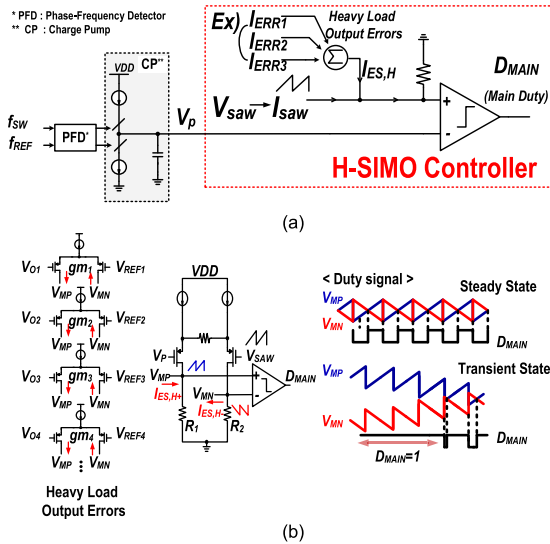 * PFD : Phase-Frequency Detector
** CP : Charge Pump
CP**
VDD
fSW
fREF
PFD*
Vp
Ex)
IERR1
IERR2
IERR3
Heavy Load
Output Errors
Σ
IES,H
Vsaw
Isaw
+
-
DMAIN
(Main Duty)
H-SIMO Controller
(a)
VO1
gm1
VREF1
VMP
VMN
VO2
gm2
VREF2
VMP
VMN
VO3
gm3
VREF3
VMP
VMN
VO4
gm4
VREF4
VMP
VMN
Heavy Load
Output Errors
VDD
VP
VSAW
VMP
IES,H+
VMN
IES,H-
R1
R2
+
-
DMAIN
< Duty signal >
Steady State
VMP
VMN
DMAIN
Transient State
VMP
VMN
DMAIN
DMAIN=1
(b)